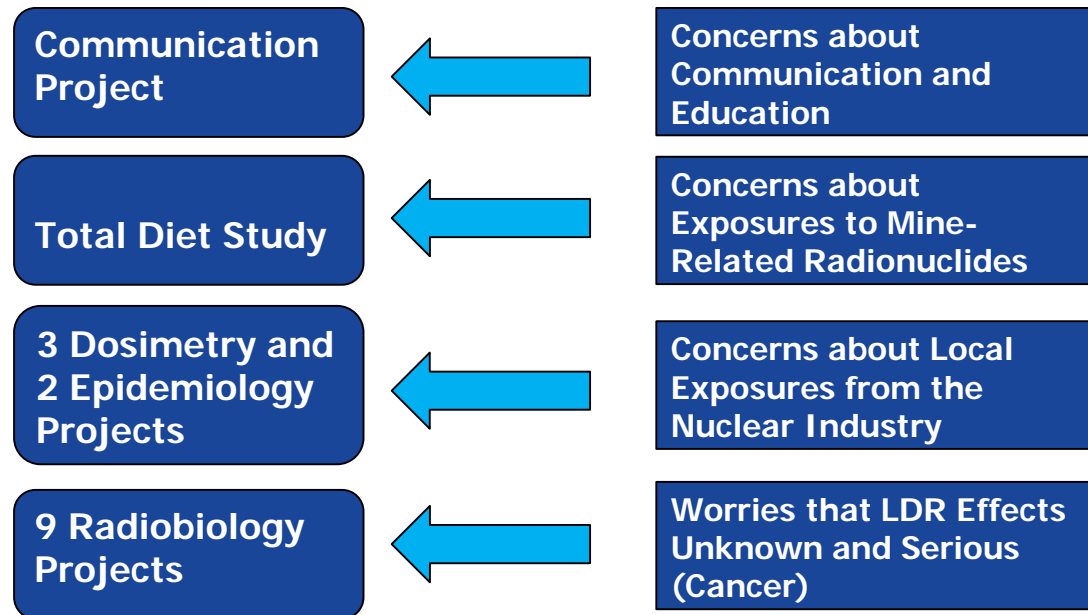 Communication
Project
Concerns about
Communication and
Education
Total Diet Study
Concerns about
Exposures to Mine-
Related Radionuclides
3 Dosimetry and
2 Epidemiology
Projects
Concerns about Local
Exposures from the
Nuclear Industry
9 Radiobiology
Projects
Worries that LDR Effects
Unknown and Serious
(Cancer)